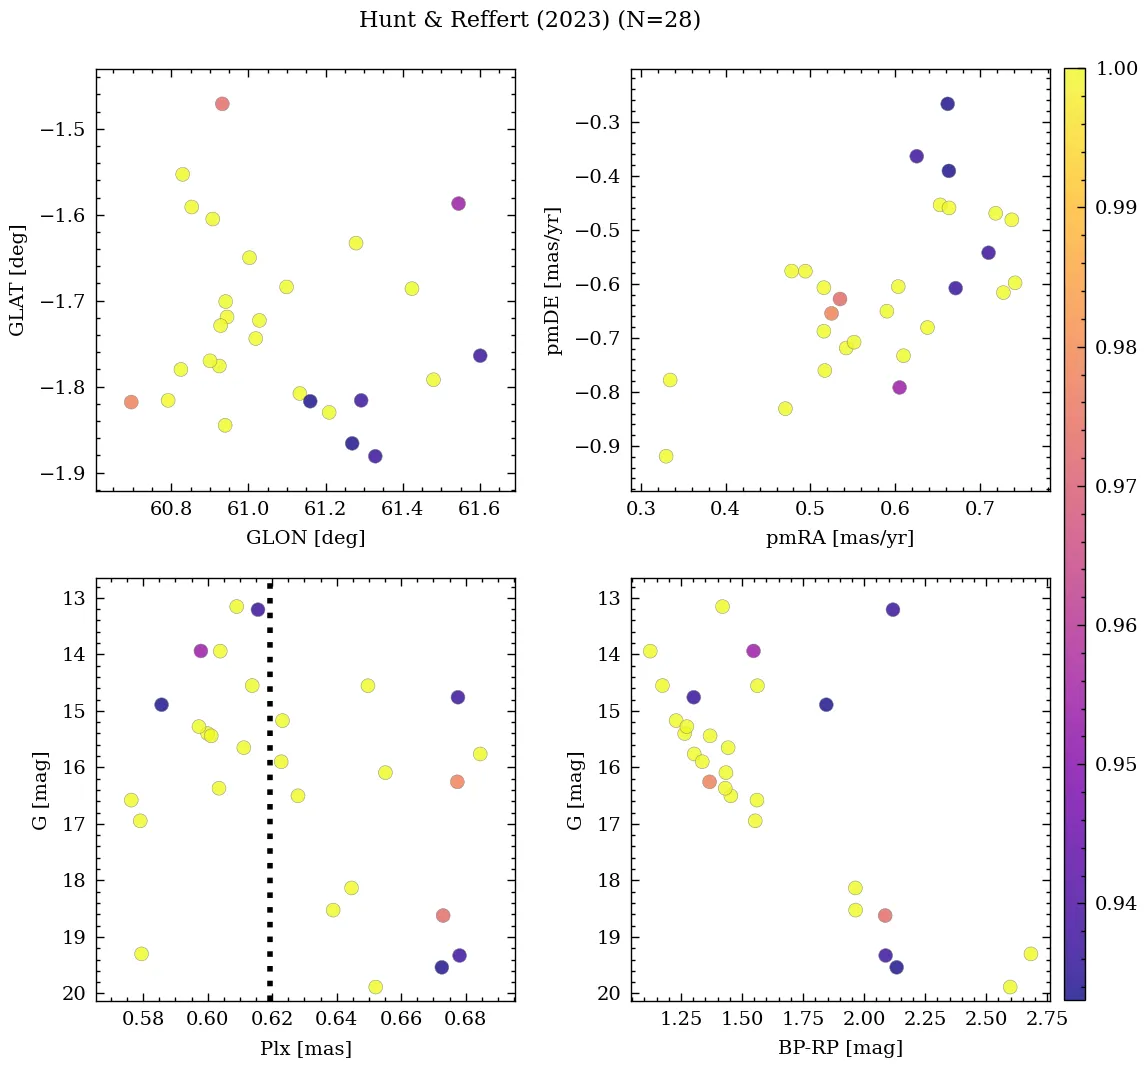 Hunt & Reffert (2023) (N=28)
−1.5
−1.6
−1.7
−1.8
−1.9
GLAT [deg]
60.8 61.0 61.2 61.4 61.6
GLON [deg]
−0.3
−0.4
−0.5
−0.6
−0.7
−0.8
−0.9
pmDE [mas/yr]
0.3 0.4 0.5 0.6 0.7
pmRA [mas/yr]
13
14
15
16
17
18
19
20
G [mag]
0.58 0.60 0.62 0.64 0.66 0.68
Plx [mas]
13
14
15
16
17
18
19
20
G [mag]
1.25 1.50 1.75 2.00 2.25 2.50 2.75
BP-RP [mag]
1.00
0.99
0.98
0.97
0.96
0.95
0.94